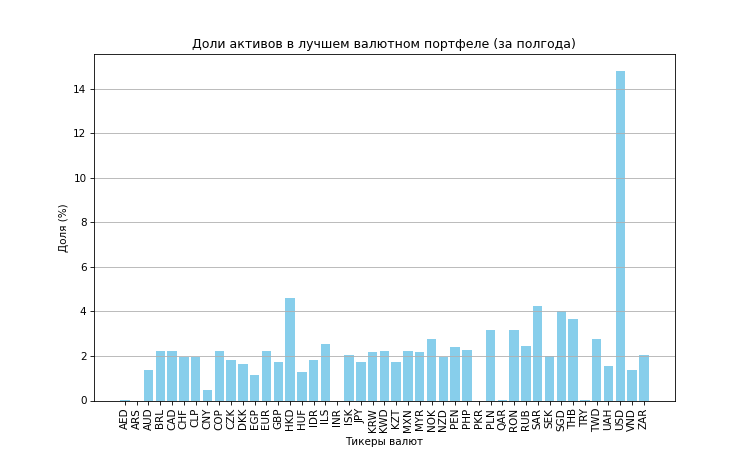 Доли активов в лучшем валютном портфеле (за полгода)
Доля (%)
14
12
10
8
6
4
2
0
AED ARS AUD BRL CAD CHF CLP CNY COP CZK DKK EGP EUR GBP HKD HUF IDR ILS INR ISK JPY KRW KWD KZT MXN MYR NOK NZD PEN PHP PKR PLN QAR RON RUB SAR SEK SGD THB TRY TWD UAH USD VND ZAR
Тикеры валют